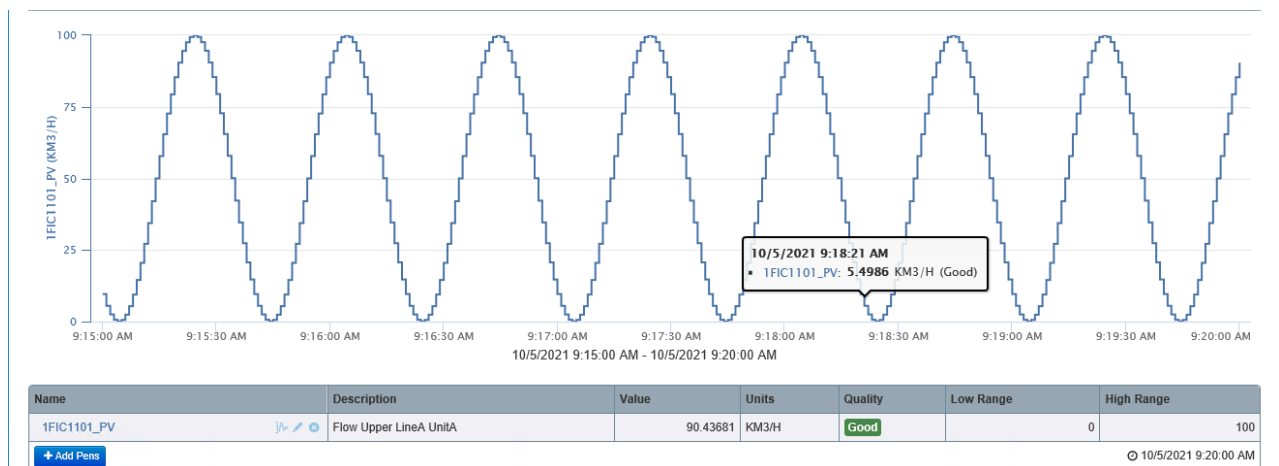 100
75
50
25
0
1FIC1101_PV (KM3/H)
10/5/2021 9:18:21 AM
▪ 1FIC1101_PV: 5.4986 KM3/H (Good)
9:15:00 AM 9:15:30 AM 9:16:00 AM 9:16:30 AM 9:17:00 AM 9:17:30 AM 9:18:00 AM 9:18:30 AM 9:19:00 AM 9:19:30 AM 9:20:00 AM
10/5/2021 9:15:00 AM - 10/5/2021 9:20:00 AM
Name Description Value Units Quality Low Range High Range
1FIC1101_PV Flow Upper LineA UnitA 90.43681 KM3/H Good 0 100
+ Add Pens 10/5/2021 9:20:00 AM